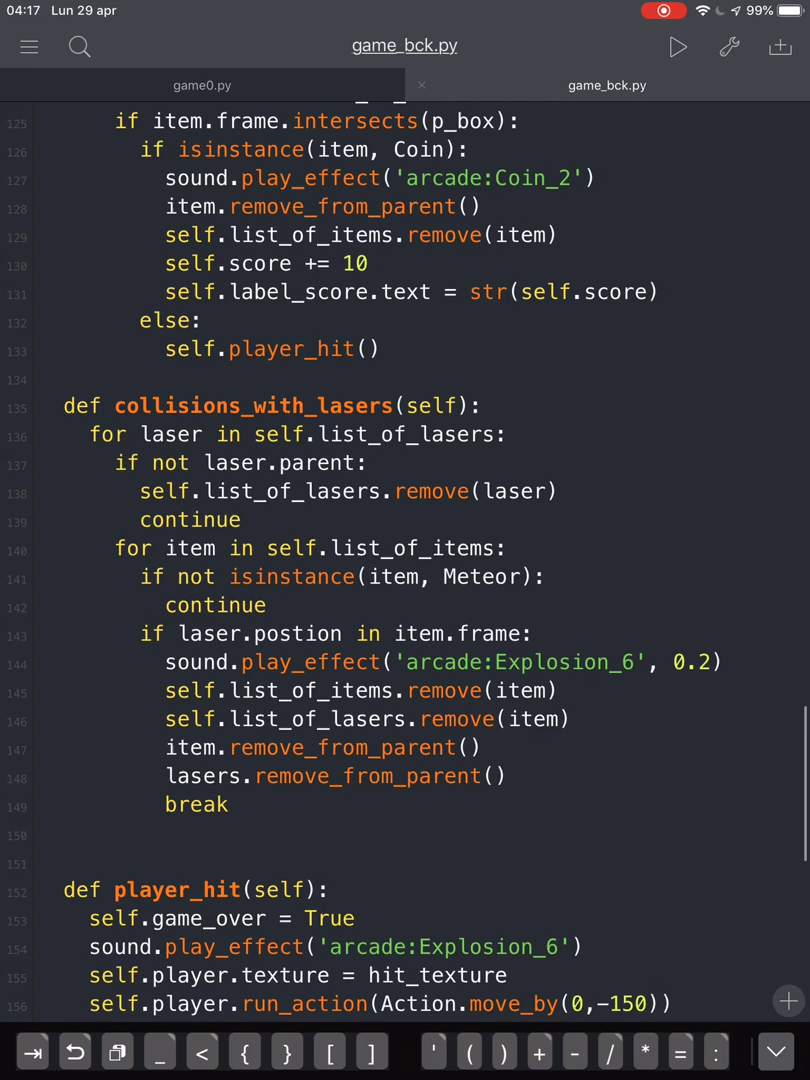 04:17 Lun 29 apr 99%
game_bck.py
game0.py × game_bck.py
125 if item.frame.intersects(p_box):
126 if isinstance(item, Coin):
127 sound.play_effect('arcade:Coin_2')
128 item.remove_from_parent()
129 self.list_of_items.remove(item)
130 self.score += 10
131 self.label_score.text = str(self.score)
132 else:
133 self.player_hit()
134
135 def collisions_with_lasers(self):
136 for laser in self.list_of_lasers:
137 if not laser.parent:
138 self.list_of_lasers.remove(laser)
139 continue
140 for item in self.list_of_items:
141 if not isinstance(item, Meteor):
142 continue
143 if laser.postion in item.frame:
144 sound.play_effect('arcade:Explosion_6', 0.2)
145 self.list_of_items.remove(item)
146 self.list_of_lasers.remove(item)
147 item.remove_from_parent()
148 lasers.remove_from_parent()
149 break
150
151
152 def player_hit(self):
153 self.game_over = True
154 sound.play_effect('arcade:Explosion_6')
155 self.player.texture = hit_texture
156 self.player.run_action(Action.move_by(0,-150))
_ < { } [ ] ' ( ) + - / * = :